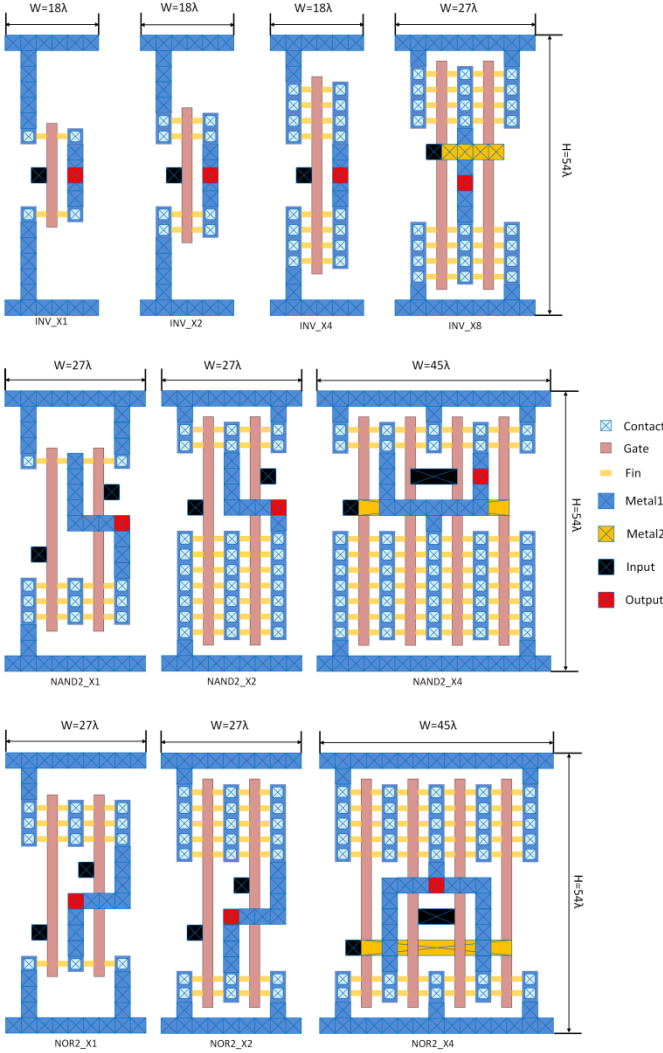 W=18λ
W=18λ
W=18λ
W=27λ
H=54λ
INV_X1
INV_X2
INV_X4
INV_X8
W=27λ
W=27λ
W=45λ
H=54λ
Contact
Gate
Fin
Metal1
Metal2
Input
Output
NAND2_X1
NAND2_X2
NAND2_X4
W=27λ
W=27λ
W=45λ
H=54λ
NOR2_X1
NOR2_X2
NOR2_X4